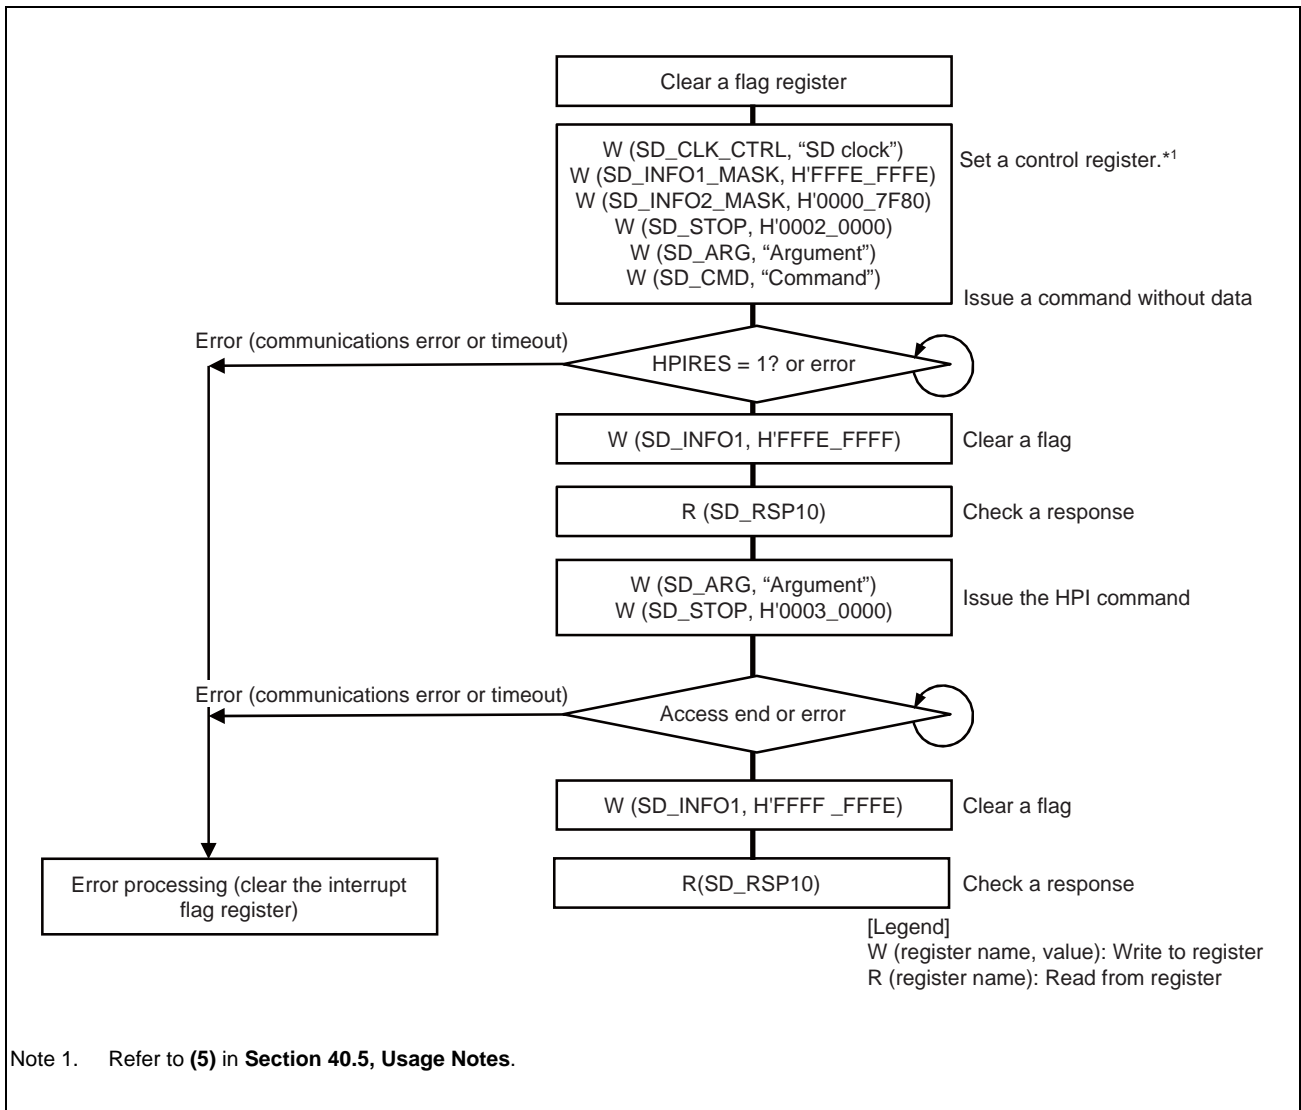 Clear a flag register
W (SD_CLK_CTRL, “SD clock”)
W (SD_INFO1_MASK, H'FFFE_FFFE)
W (SD_INFO2_MASK, H'0000_7F80)
W (SD_STOP, H'0002_0000)
W (SD_ARG, “Argument”)
W (SD_CMD, “Command”)
Set a control register.*1
Issue a command without data
Error (communications error or timeout)
HPIRES = 1? or error
W (SD_INFO1, H'FFFE_FFFF)
Clear a flag
R (SD_RSP10)
Check a response
W (SD_ARG, “Argument”)
W (SD_STOP, H'0003_0000)
Issue the HPI command
Error (communications error or timeout)
Access end or error
W (SD_INFO1, H'FFFF _FFFE)
Clear a flag
Error processing (clear the interrupt
flag register)
R(SD_RSP10)
Check a response
[Legend]
W (register name, value): Write to register
R (register name): Read from register
Note 1. Refer to (5) in Section 40.5, Usage Notes.